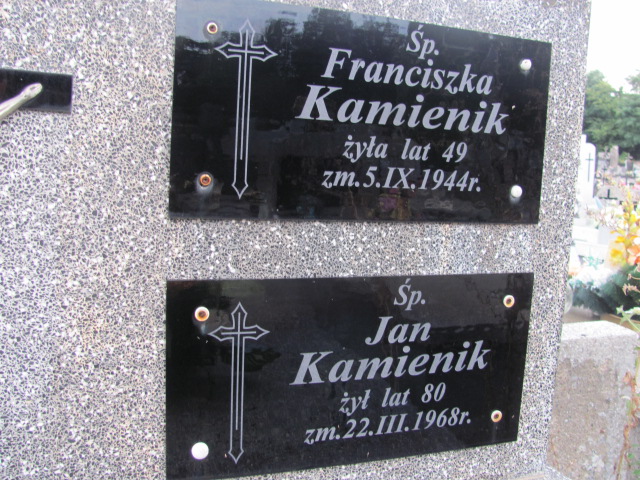 Śp.
Franciszka
Kamienik
żyła lat 49
zm.5.IX.1944r.
Śp.
Jan
Kamienik
żył lat 80
zm.22.III.1968r.